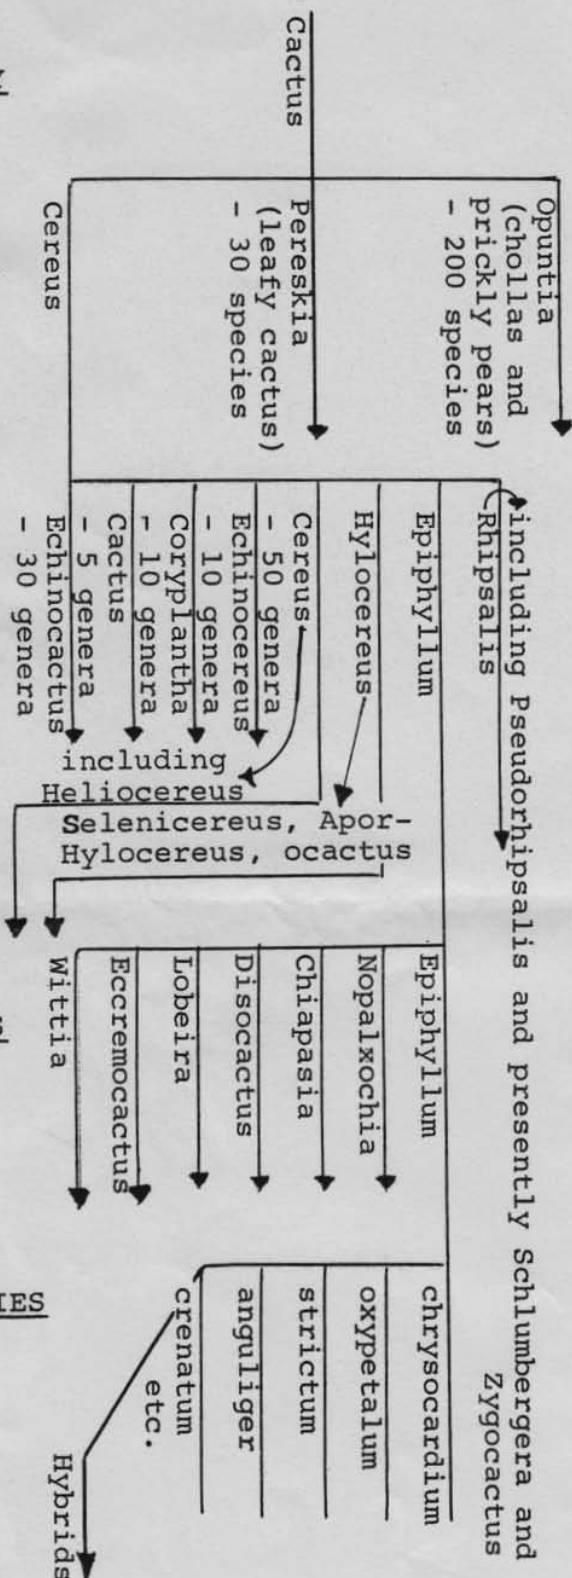 Cactus
Opuntia
(chollas and
prickly pears)
- 200 species
Pereskia
(leafy cactus)
- 30 species
Cereus
including Pseudorhipsalis and presently Schlumbergera and
Zygocactus
Rhipsalis
Epiphyllum
Hylocereus
Cereus
- 50 genera
Echinocereus
- 10 genera
Coryplantha
- 10 genera
Cactus
- 5 genera
Echinocactus
- 30 genera
including
Heliocereus
Selenicereus, Apor-
Hylocereus, ocactus
Epiphyllum
Nopalxochia
Chiapasia
Disocactus
Lobeira
Eccremocactus
Wittia
chrysocardium
oxypetalum
strictum
anguliger
crenatum
etc.
Hybrids
IES